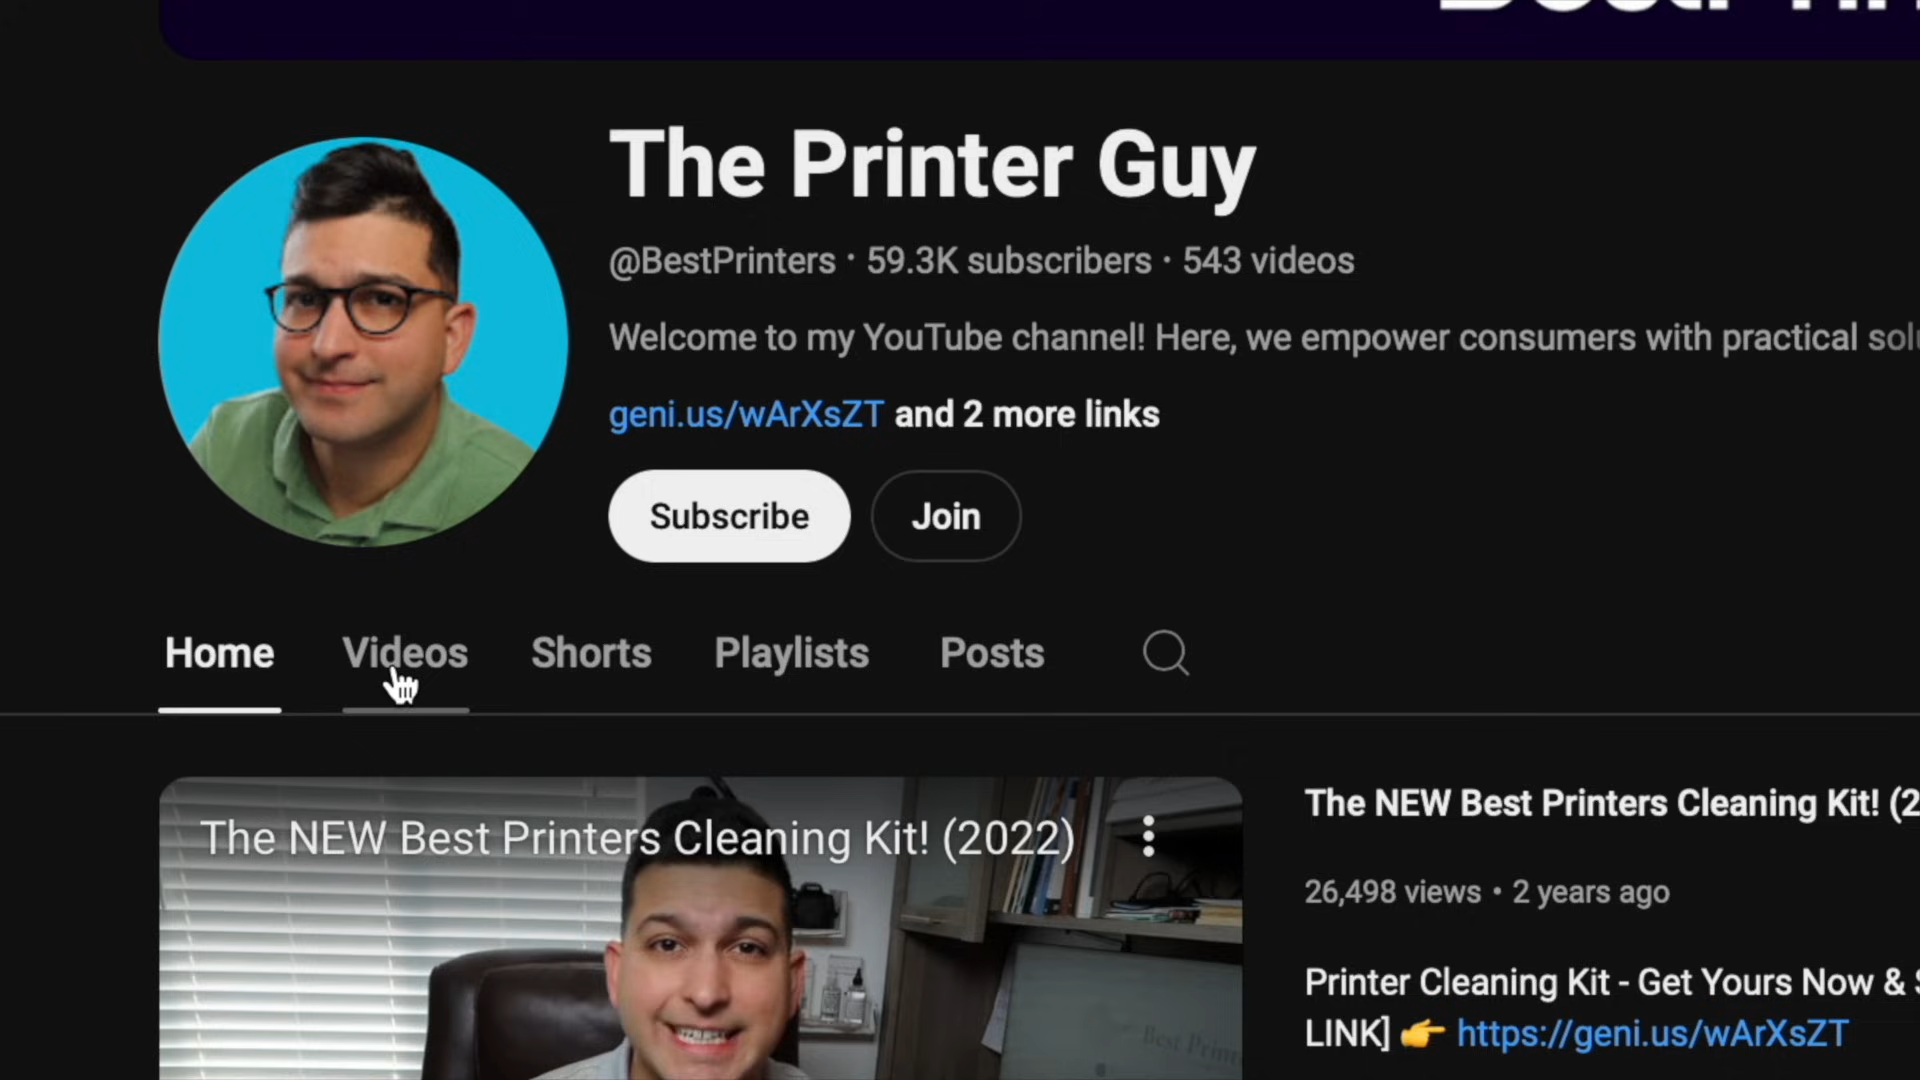 The Printer Guy
@BestPrinters · 59.3K subscribers · 543 videos
Welcome to my YouTube channel! Here, we empower consumers with practical
geni.us/wArXsZT and 2 more links
Subscribe
Join
Home
Videos
Shorts
Playlists
Posts
The NEW Best Printers Cleaning Kit! (2022)
The NEW Best Printers Cleaning Kit! (2
26,498 views • 2 years ago
Printer Cleaning Kit - Get Yours Now &
LINK] 👉 https://geni.us/wArXsZT